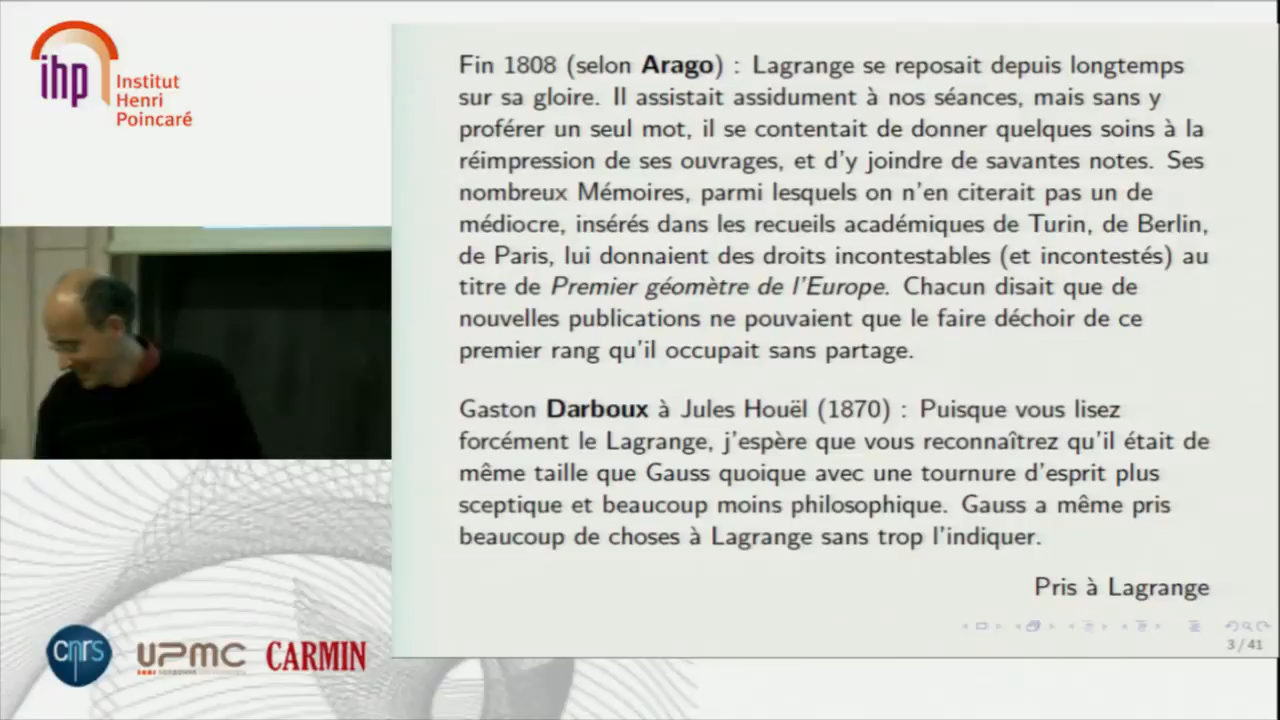 ihp
Institut
Henri
Poincaré
Fin 1808 (selon Arago) : Lagrange se reposait depuis longtemps
sur sa gloire. Il assistait assidument à nos séances, mais sans y
proférer un seul mot, il se contentait de donner quelques soins à la
réimpression de ses ouvrages, et d'y joindre de savantes notes. Ses
nombreux Mémoires, parmi lesquels on n'en citerait pas un de
médiocre, insérés dans les recueils académiques de Turin, de Berlin,
de Paris, lui donnaient des droits incontestables (et incontestés) au
titre de Premier géomètre de l'Europe. Chacun disait que de
nouvelles publications ne pouvaient que le faire déchoir de ce
premier rang qu'il occupait sans partage.
Gaston Darboux à Jules Houël (1870) : Puisque vous lisez
forcément le Lagrange, j'espère que vous reconnaîtrez qu'il était de
même taille que Gauss quoique avec une tournure d'esprit plus
sceptique et beaucoup moins philosophique. Gauss a même pris
beaucoup de choses à Lagrange sans trop l'indiquer.
Pris à Lagrange
3 / 41
cnrs
UPMC
CARMIN